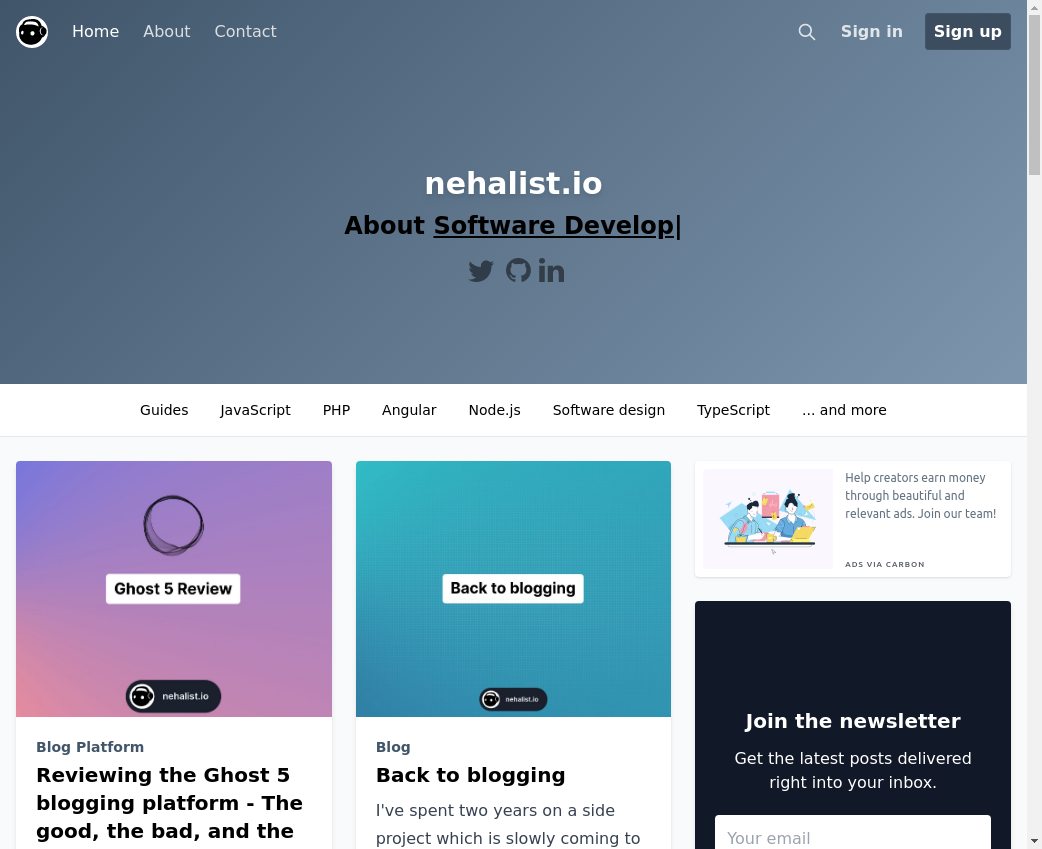 Home About Contact Sign in Sign up
nehalist.io
About Software Develop|
Guides JavaScript PHP Angular Node.js Software design TypeScript ... and more
Ghost 5 Review
nehalist.io
Blog Platform
Reviewing the Ghost 5
blogging platform - The
good, the bad, and the
Back to blogging
nehalist.io
Blog
Back to blogging
I've spent two years on a side
project which is slowly coming to
Help creators earn money
through beautiful and
relevant ads. Join our team!
ADS VIA CARBON
Join the newsletter
Get the latest posts delivered
right into your inbox.
Your email